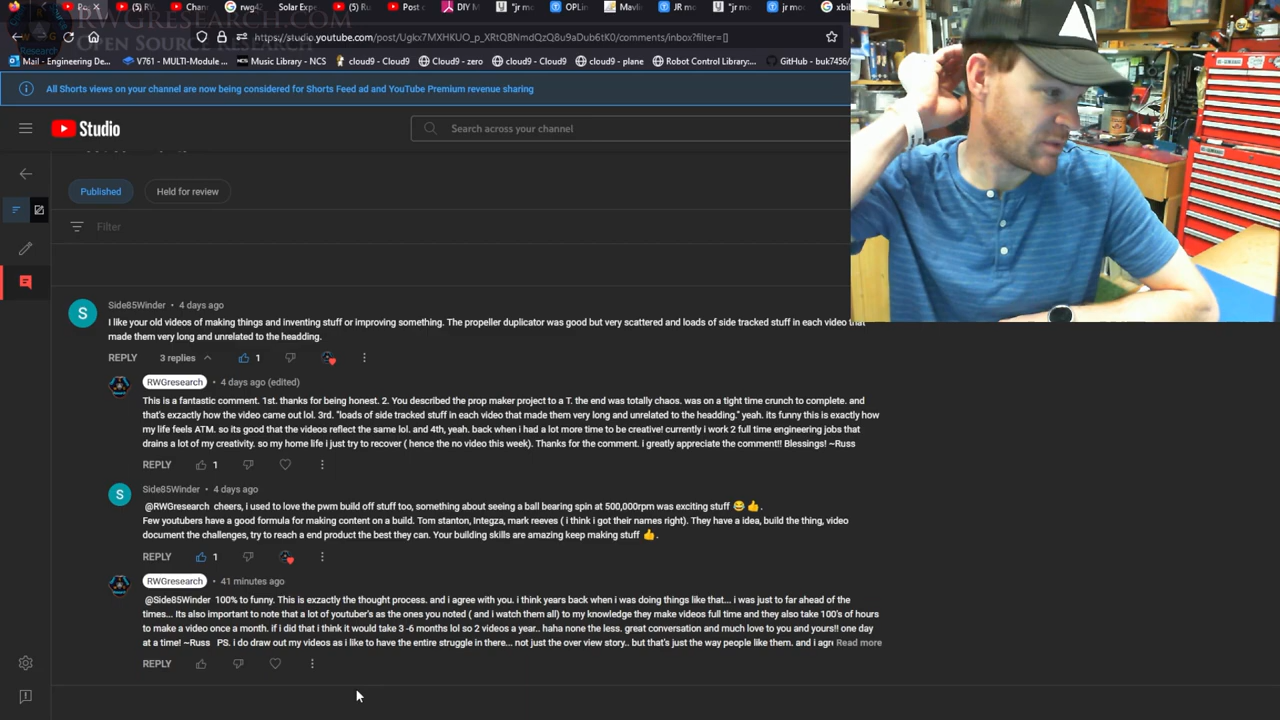 RWGRESEARCH.COM
Open Source Research
rwg4
Solar Expe
(5) Ru
Post c
DIY M
"jr mo
OPLin
Mavlin
JR mo
"jr mo
jr mod
https://studio.youtube.com/post/Ugkx7MXHKUO_p_XRtQBNmdQzQ8u9aDub6tK0/comments/inbox?filter=[]
Mail - Engineering De...
V761 - MULTI-Module ...
Music Library - NCS
cloud9 - Cloud9
Cloud9 - zero
cloud9 - Cloud9
cloud9 - plane
Robot Control Library:...
GitHub - buk7456/
All Shorts views on your channel are now being considered for Shorts Feed ad and YouTube Premium revenue sharing
Studio
Search across your channel
Published
Held for review
Filter
S
Side85Winder • 4 days ago
I like your old videos of making things and inventing stuff or improving something. The propeller duplicator was good but very scattered and loads of side tracked stuff in each video that
made them very long and unrelated to the headding.
REPLY
3 replies
1
RWGresearch • 4 days ago (edited)
This is a fantastic comment. 1st. thanks for being honest. 2. You described the prop maker project to a T. the end was totally chaos. was on a tight time crunch to complete. and
that's exzactly how the video came out lol. 3rd. "loads of side tracked stuff in each video that made them very long and unrelated to the headding." yeah. its funny this is exactly how
my life feels ATM. so its good that the videos reflect the same lol. and 4th, yeah. back when i had a lot more time to be creative! currently i work 2 full time engineering jobs that
drains a lot of my creativity. so my home life i just try to recover ( hence the no video this week). Thanks for the comment. i greatly appreciate the comment!! Blessings! ~Russ
REPLY
1
S
Side85Winder • 4 days ago
@RWGresearch cheers, i used to love the pwm build off stuff too, something about seeing a ball bearing spin at 500,000rpm was exciting stuff 😂👍.
Few youtubers have a good formula for making content on a build. Tom stanton, Integza, mark reeves ( i think i got their names right). They have a idea, build the thing, video
document the challenges, try to reach a end product the best they can. Your building skills are amazing keep making stuff 👍.
REPLY
1
RWGresearch • 41 minutes ago
@Side85Winder 100% to funny. This is exzactly the thought process. and i agree with you. i think years back when i was doing things like that... i was just to far ahead of the
times... Its also important to note that a lot of youtuber's as the ones you noted ( and i watch them all) to my knowledge they make videos full time and they also take 100's of hours
to make a video once a month. if i did that i think it would take 3 -6 months lol so 2 videos a year.. haha none the less. great conversation and much love to you and yours!! one day
at a time! ~Russ PS. i do draw out my videos as i like to have the entire struggle in there... not just the over view story.. but that's just the way people like them. and i agre Read more
REPLY